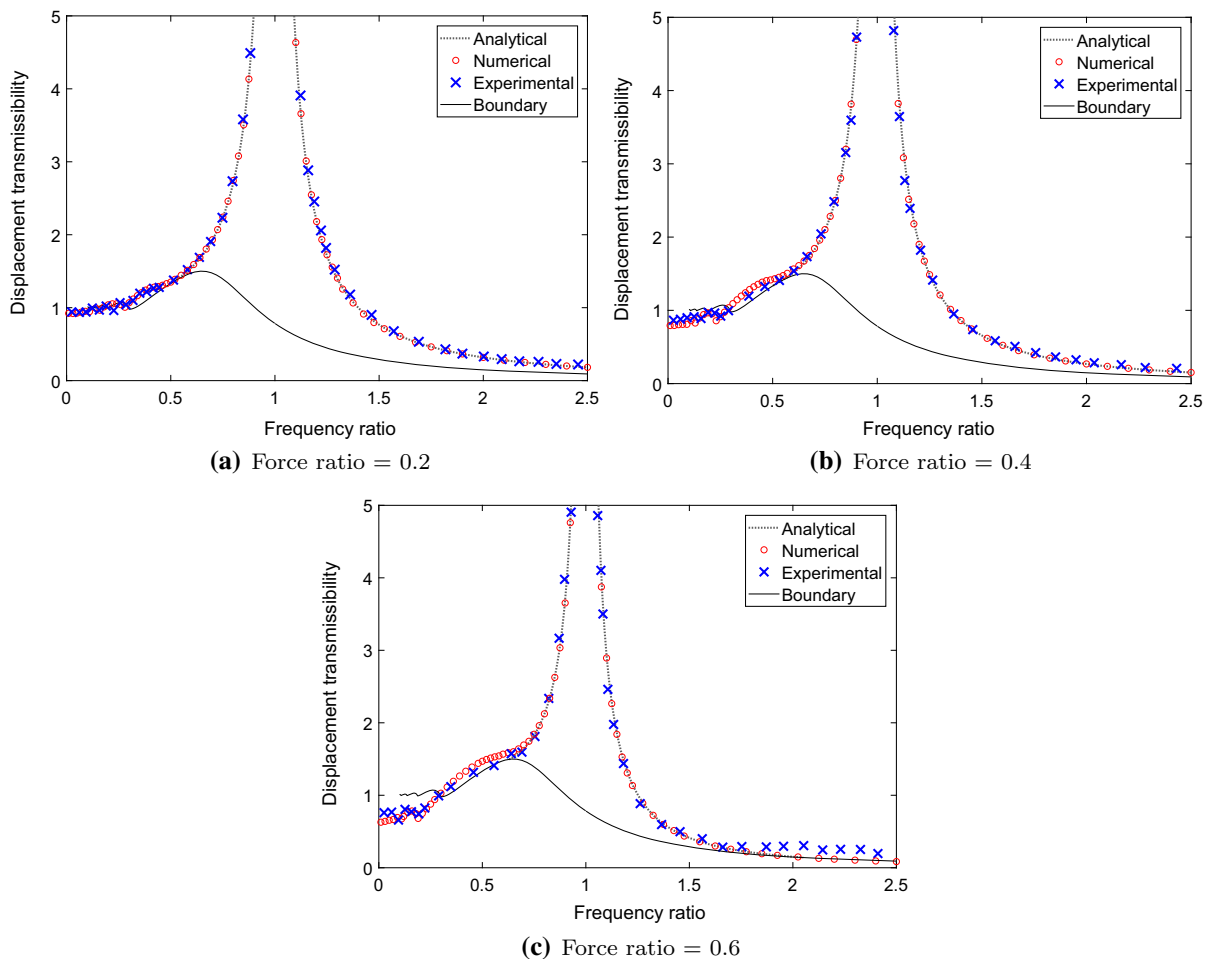 5
4
3
2
1
0
0 0.5 1 1.5 2 2.5
Displacement transmissibility
Frequency ratio
Analytical
Numerical
Experimental
Boundary
(a) Force ratio = 0.2
5
4
3
2
1
0
0 0.5 1 1.5 2 2.5
Displacement transmissibility
Frequency ratio
Analytical
Numerical
Experimental
Boundary
(b) Force ratio = 0.4
5
4
3
2
1
0
0 0.5 1 1.5 2 2.5
Displacement transmissibility
Frequency ratio
Analytical
Numerical
Experimental
Boundary
(c) Force ratio = 0.6